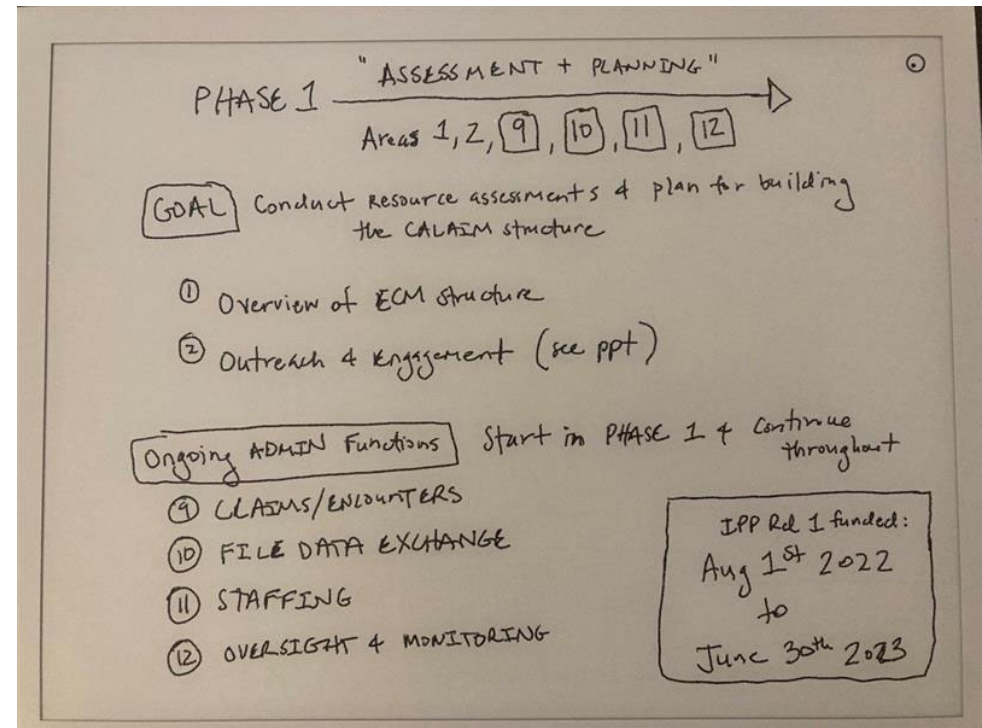 "ASSESSMENT + PLANNING"
PHASE 1
Areas 1, 2, 9, 10, 11, 12
GOAL Conduct Resource assessments & plan for building
the CALAIM structure
① Overview of ECM structure
② Outreach & Engagement (see ppt)
Ongoing ADMIN Functions Start in PHASE 1 & Continue
throughout
⑨ CLAIMS/ENCOUNTERS
⑩ FILE DATA EXCHANGE
⑪ STAFFING
⑫ OVERSIGHT & MONITORING
IPP Rd 1 funded:
Aug 1st 2022
to
June 30th 2023